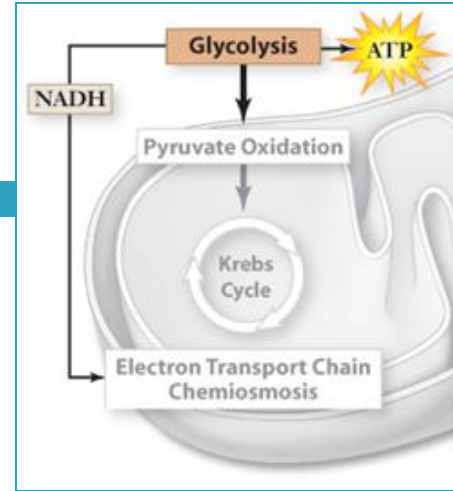 Glycolysis
ATP
NADH
Pyruvate Oxidation
Krebs
Cycle
Electron Transport Chain
Chemiosmosis